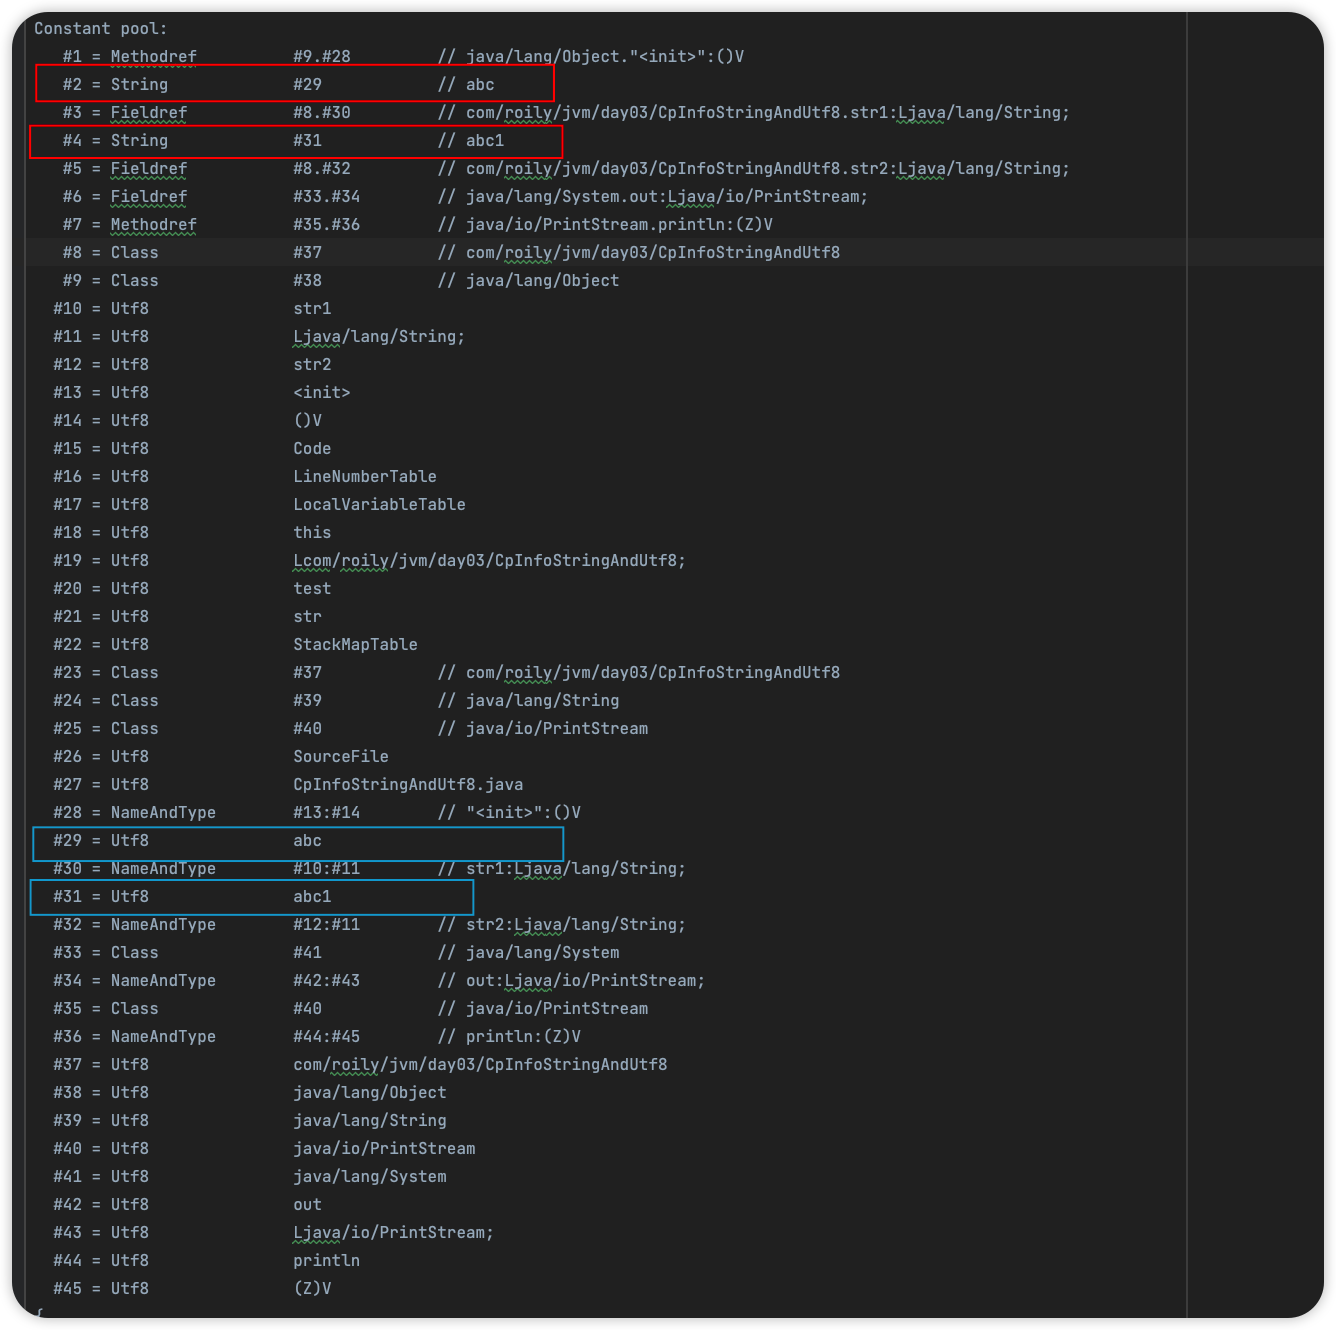 Constant pool:
#1 = Methodref #9.#28 // java/lang/Object."<init>":()V
#2 = String #29 // abc
#3 = Fieldref #8.#30 // com/roily/jvm/day03/CpInfoStringAndUtf8.str1:Ljava/lang/String;
#4 = String #31 // abc1
#5 = Fieldref #8.#32 // com/roily/jvm/day03/CpInfoStringAndUtf8.str2:Ljava/lang/String;
#6 = Fieldref #33.#34 // java/lang/System.out:Ljava/io/PrintStream;
#7 = Methodref #35.#36 // java/io/PrintStream.println:(Z)V
#8 = Class #37 // com/roily/jvm/day03/CpInfoStringAndUtf8
#9 = Class #38 // java/lang/Object
#10 = Utf8 str1
#11 = Utf8 Ljava/lang/String;
#12 = Utf8 str2
#13 = Utf8 <init>
#14 = Utf8 ()V
#15 = Utf8 Code
#16 = Utf8 LineNumberTable
#17 = Utf8 LocalVariableTable
#18 = Utf8 this
#19 = Utf8 Lcom/roily/jvm/day03/CpInfoStringAndUtf8;
#20 = Utf8 test
#21 = Utf8 str
#22 = Utf8 StackMapTable
#23 = Class #37 // com/roily/jvm/day03/CpInfoStringAndUtf8
#24 = Class #39 // java/lang/String
#25 = Class #40 // java/io/PrintStream
#26 = Utf8 SourceFile
#27 = Utf8 CpInfoStringAndUtf8.java
#28 = NameAndType #13:#14 // "<init>":()V
#29 = Utf8 abc
#30 = NameAndType #10:#11 // str1:Ljava/lang/String;
#31 = Utf8 abc1
#32 = NameAndType #12:#11 // str2:Ljava/lang/String;
#33 = Class #41 // java/lang/System
#34 = NameAndType #42:#43 // out:Ljava/io/PrintStream;
#35 = Class #40 // java/io/PrintStream
#36 = NameAndType #44:#45 // println:(Z)V
#37 = Utf8 com/roily/jvm/day03/CpInfoStringAndUtf8
#38 = Utf8 java/lang/Object
#39 = Utf8 java/lang/String
#40 = Utf8 java/io/PrintStream
#41 = Utf8 java/lang/System
#42 = Utf8 out
#43 = Utf8 Ljava/io/PrintStream;
#44 = Utf8 println
#45 = Utf8 (Z)V
{